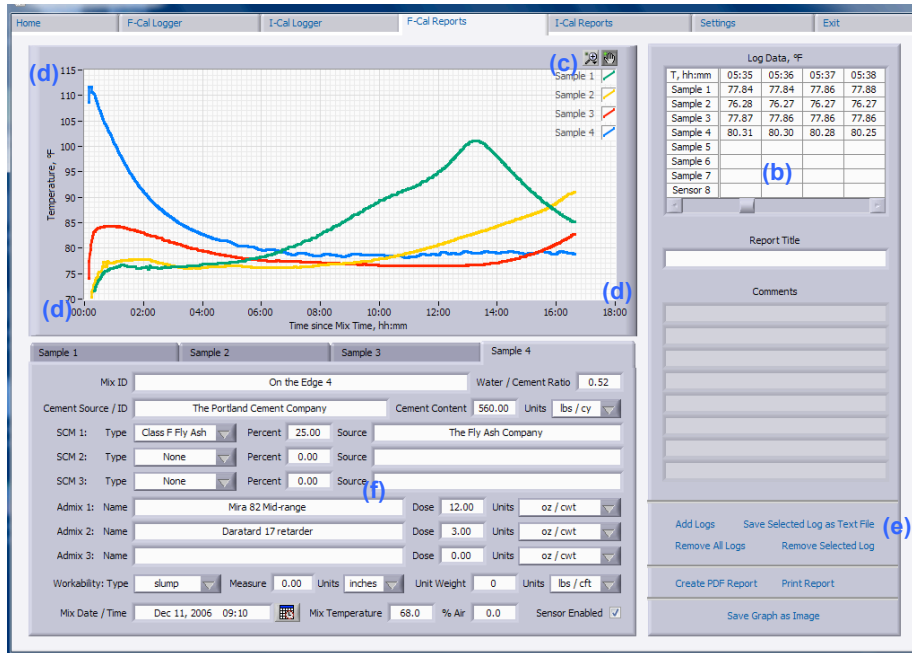 Home F-Cal Logger I-Cal Logger F-Cal Reports I-Cal Reports Settings Exit
(d) (c)
Sample 1
Sample 2
Sample 3
Sample 4
115
110
105
100
95
90
85
80
75
70
Temperature, °F
(d) (d)
00:00 02:00 04:00 06:00 08:00 10:00 12:00 14:00 16:00 18:00
Time since Mix Time, hh:mm
Log Data, °F
T, hh:mm 05:35 05:36 05:37 05:38
Sample 1 77.84 77.84 77.86 77.88
Sample 2 76.28 76.27 76.27 76.27
Sample 3 77.87 77.86 77.86 77.86
Sample 4 80.31 80.30 80.28 80.25
Sample 5
Sample 6
Sample 7
Sensor 8
(b)
Report Title
Comments
Sample 1 Sample 2 Sample 3 Sample 4
Mix ID On the Edge 4 Water / Cement Ratio 0.52
Cement Source / ID The Portland Cement Company Cement Content 560.00 Units lbs / cy
SCM 1: Type Class F Fly Ash Percent 25.00 Source The Fly Ash Company
SCM 2: Type None Percent 0.00 Source
SCM 3: Type None Percent 0.00 Source
(f)
Admix 1: Name Mira 82 Mid-range Dose 12.00 Units oz / cwt
Admix 2: Name Daratard 17 retarder Dose 3.00 Units oz / cwt
Admix 3: Name Dose 0.00 Units oz / cwt
Workability: Type slump Measure 0.00 Units inches Unit Weight 0 Units lbs / cft
Mix Date / Time Dec 11, 2006 09:10 Mix Temperature 68.0 % Air 0.0 Sensor Enabled
Add Logs Save Selected Log as Text File (e)
Remove All Logs Remove Selected Log
Create PDF Report Print Report
Save Graph as Image